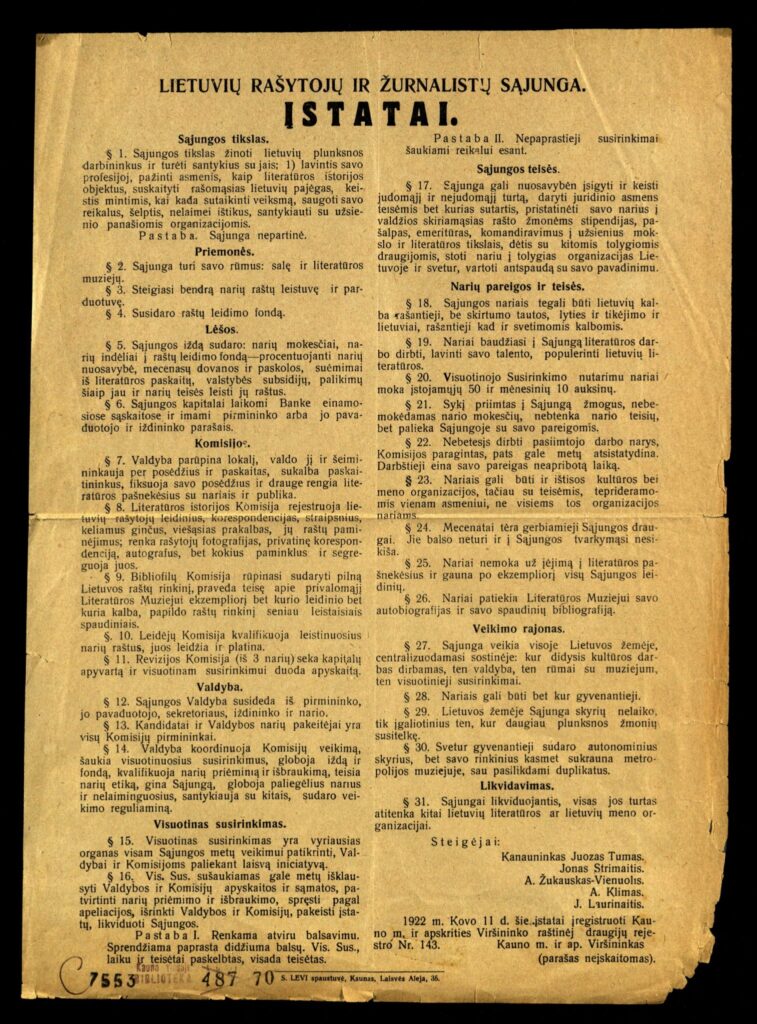 LIETUVIŲ RAŠYTOJŲ IR ŽURNALISTŲ SĄJUNGA.
ĮSTATAI.
Sąjungos tikslas.
§ 1. Sąjungos tikslas žinoti lietuvių plunksnos
darbininkus ir turėti santykius su jais: 1) lavintis savo
profesijoj, pažinti asmenis, kaip literatūros istorijos
objektus, suskaityti rašomąsias lietuvių pajėgas, kei-
stis mintimis, kai kada sutaikinti veiksmą, saugoti savo
reikalus, šelptis, nelaimei ištikus, santykiauti su užsie-
nio panašiomis organizacijomis.
Pastaba. Sąjunga nepartinė.
Priemonės.
§ 2. Sąjunga turi savo rūmus: salę ir literatūros
muziejų.
§ 3. Steigiasi bendrą narių raštų leistuvę ir par-
duotuvę.
§ 4. Susidaro raštų leidimo fondą.
Lėšos.
§ 5. Sąjungos iždą sudaro: narių mokesčiai, na-
rių indėliai į raštų leidimo fondą—procentuojanti narių
nuosavybė, mecenasų dovanos ir paskolos, suėmimai
iš literatūros paskaitų, valstybės subsidijų, palikimų
šiaip jau ir narių teisės leisti jų raštus.
§ 6. Sąjungos kapitalai laikomi Banke einamo-
siose sąskaitose ir imami pirmininko arba jo pava-
duotojo ir iždininko parašais.
Komisijos.
§ 7. Valdyba parūpina lokalų, valdo jį ir šeimi-
ninkauja per posėdžius ir paskaitas, sukalba paskai-
tininkus, fiksuoja savo posėdžius ir drauge rengia lite-
ratūros pašnekėsius su nariais ir publika.
§ 8. Literatūros istorijos Komisija rejestruoja lie-
tuvių rašytojų leidinius, korespondencijas, straipsnius,
keliamus ginčus, viešąsias prakalbas, jų raštų pami-
nėjimus; renka rašytojų fotografijas, privatinę korespon-
denciją, autografus, bet kokius paminklus ir segre-
guoja juos.
§ 9. Bibliofilų Komisija rūpinasi sudaryti pilną
Lietuvos raštų rinkinį, praveda teisę apie privalomąjį
Literatūros Muziejui ekzempliorį bet kurio leidinio bet
kuria kalba, papildo raštų rinkinį seniau leistaisiais
spaudiniais.
§. 10. Leidėjų Komisija kvalifikuoja leistinuosius
narių raštus, juos leidžia ir platina.
§ 11. Revizijos Komisija (iš 3 narių) seka kapitalų
apyvartą ir visuotinam susirinkimui duoda apyskaitą.
Valdyba.
§ 12. Sąjungos Valdyba susideda iš pirmininko,
jo pavaduotojo, sekretoriaus, iždininko ir nario.
§ 13. Kandidatai ir Valdybos narių pakeitėjai yra
visų Komisijų pirmininkai.
§ 14. Valdyba koordinuoja Komisijų veikimą,
šaukia visuotinuosius susirinkimus, globoja iždą ir
fondą, kvalifikuoja narių priėminą ir išbraukimą, teisia
narių etiką, gina Sąjungą, globoja paliegėlius narius
ir nelaiminguosius, santykiauja su kitais, sudaro vei-
kimo reguliaminą.
Visuotinas susirinkimas.
§ 15. Visuotinas susirinkimas yra vyriausias
organas visam Sąjungos metų veikimui patikrinti, Val-
dybai ir Komisijoms paliekant laisvą iniciatyvą.
§ 16. Vis. Sus. sušaukiamas gale metų išklau-
syti Valdybos ir Komisijų apyskaitos ir sąmatos, pa-
tvirtinti narių priėmimo ir išbraukimo, spręsti pagal
apeliacijos, išrinkti Valdybos ir Komisijų, pakeisti įsta-
tų, likviduoti Sąjungos.
Pastaba I. Renkama atviru balsavimu.
Sprendžiama paprasta didžiuma balsų. Vis. Sus.,
laiku ir teisėtai paskelbtas, visada teisėtas.
Pastaba II. Nepaprastieji susirinkimai
šaukiami reikalui esant.
Sąjungos teisės.
§ 17. Sąjunga gali nuosavybėn įsigyti ir keisti
judomąjį ir nejudomąjį turtą, daryti juridinio asmens
teisėmis bet kurias sutartis, pristatinėti savo narius į
valdžios skiriamąsias rašto žmonėms stipendijas, pa-
šalpas, emeritūras, komandiravimus į užsienius mok-
slo ir literatūros tikslais, dėtis su kitomis tolygiomis
draugijomis, stoti nariu į tolygias organizacijas Lie-
tuvoje ir svetur, vartoti antspaudą su savo pavadinimu.
Narių pareigos ir teisės.
§ 18. Sąjungos nariais tegali būti lietuvių kal-
ba rašantieji, be skirtumo tautos, lyties ir tikėjimo ir
lietuviai, rašantieji kad ir svetimomis kalbomis.
§ 19. Nariai baudžiasi į Sąjungą literatūros dar-
bo dirbti, lavinti savo talento, populerinti lietuvių li-
teratūros.
§ 20. Visuotinojo Susirinkimo nutarimu nariai
moka įstojamųjų 50 ir mėnesinių 10 auksinų.
§ 21. Sykį priimtas į Sąjungą žmogus, nebe-
mokėdamas nario mokesčių, nebtenka nario teisių,
bet palieka Sąjungoje su savo pareigomis.
§ 22. Nebetesįs dirbti pasiimtojo darbo narys,
Komisijos paragintas, pats gale metų atsistatydina.
Darbštieji eina savo pareigas neapribotą laiką.
§ 23. Nariais gali būti ir ištisos kultūros bei
meno organizacijos, tačiau su teisėmis, teprideramo-
mis vienam asmeniui, ne visiems tos organizacijos
nariams.
§ 24. Mecenatai tėra gerbiamieji Sąjungos drau-
gai. Jie balso neturi ir į Sąjungos tvarkymąsi nesi-
kiša.
§ 25. Nariai nemoka už įėjimą į literatūros pa-
šnekėsius ir gauna po ekzempliorį visų Sąjungos lei-
dinių.
§ 26. Nariai patiekia Literatūros Muziejui savo
autobiografijas ir savo spaudinių bibliografiją.
Veikimo rajonas.
§ 27. Sąjunga veikia visoje Lietuvos žemėje,
centralizuodamasi sostinėje: kur didysis kultūros dar-
bas dirbamas, ten valdyba, ten rūmai su muziejum,
ten visuotinieji susirinkimai.
§ 28. Nariais gali būti bet kur gyvenantieji.
§ 29. Lietuvos žemėje Sąjunga skyrių nelaiko,
tik įgaliotinius ten, kur daugiau plunksnos žmonių
susitelkę.
§ 30. Svetur gyvenantieji sudaro autonominius
skyrius, bet savo rinkinius kasmet sukrauna metro-
polijos muziejuje, sau pasilikdami duplikatus.
Likvidavimas.
§ 31. Sąjungai likviduojantis, visas jos turtas
atitenka kitai lietuvių literatūros ar lietuvių meno or-
ganizacijai.
Steigėjai:
Kanauninkas Juozas Tumas.
Jonas Strimaitis.
A. Žukauskas-Vienuolis.
A. Klimas.
J. Laurinaitis.
1922 m. Kovo 11 d. šie įstatai įregistruoti Kau-
no m. ir apskrities Viršininko raštinėj draugijų reje-
stro Nr. 143. Kauno m. ir ap. Viršininkas
(parašas neįskaitomas).
7553
BIBLIOTEKA
487 70
S. LEVI spaustuvė, Kaunas, Laisvės Aleja, 36.